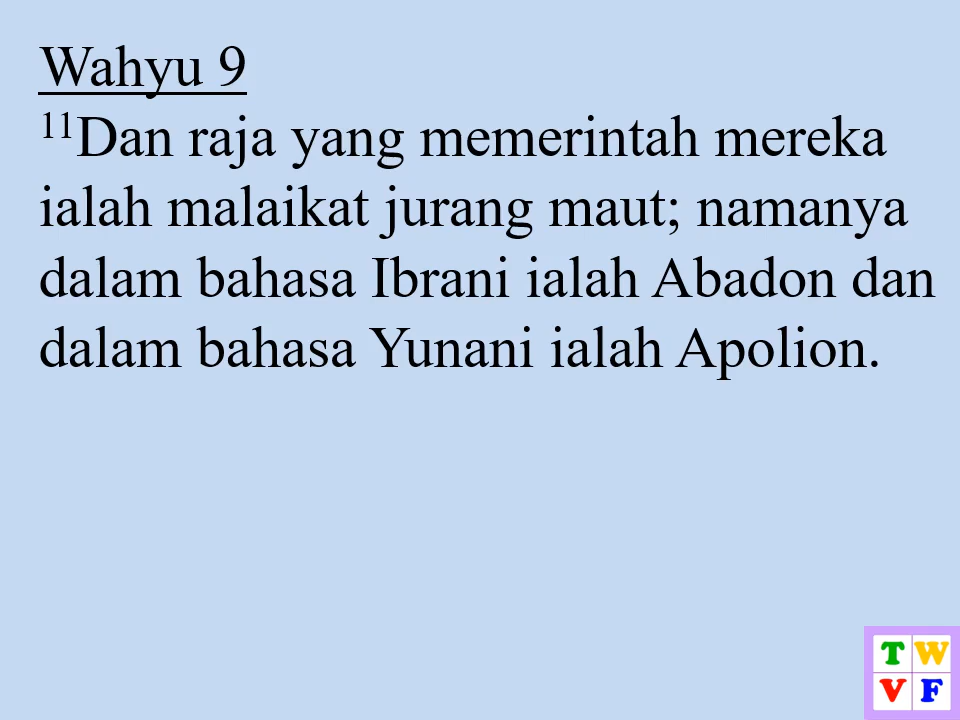 Wahyu 9
11Dan raja yang memerintah mereka
ialah malaikat jurang maut; namanya
dalam bahasa Ibrani ialah Abadon dan
dalam bahasa Yunani ialah Apolion.
T W
V F